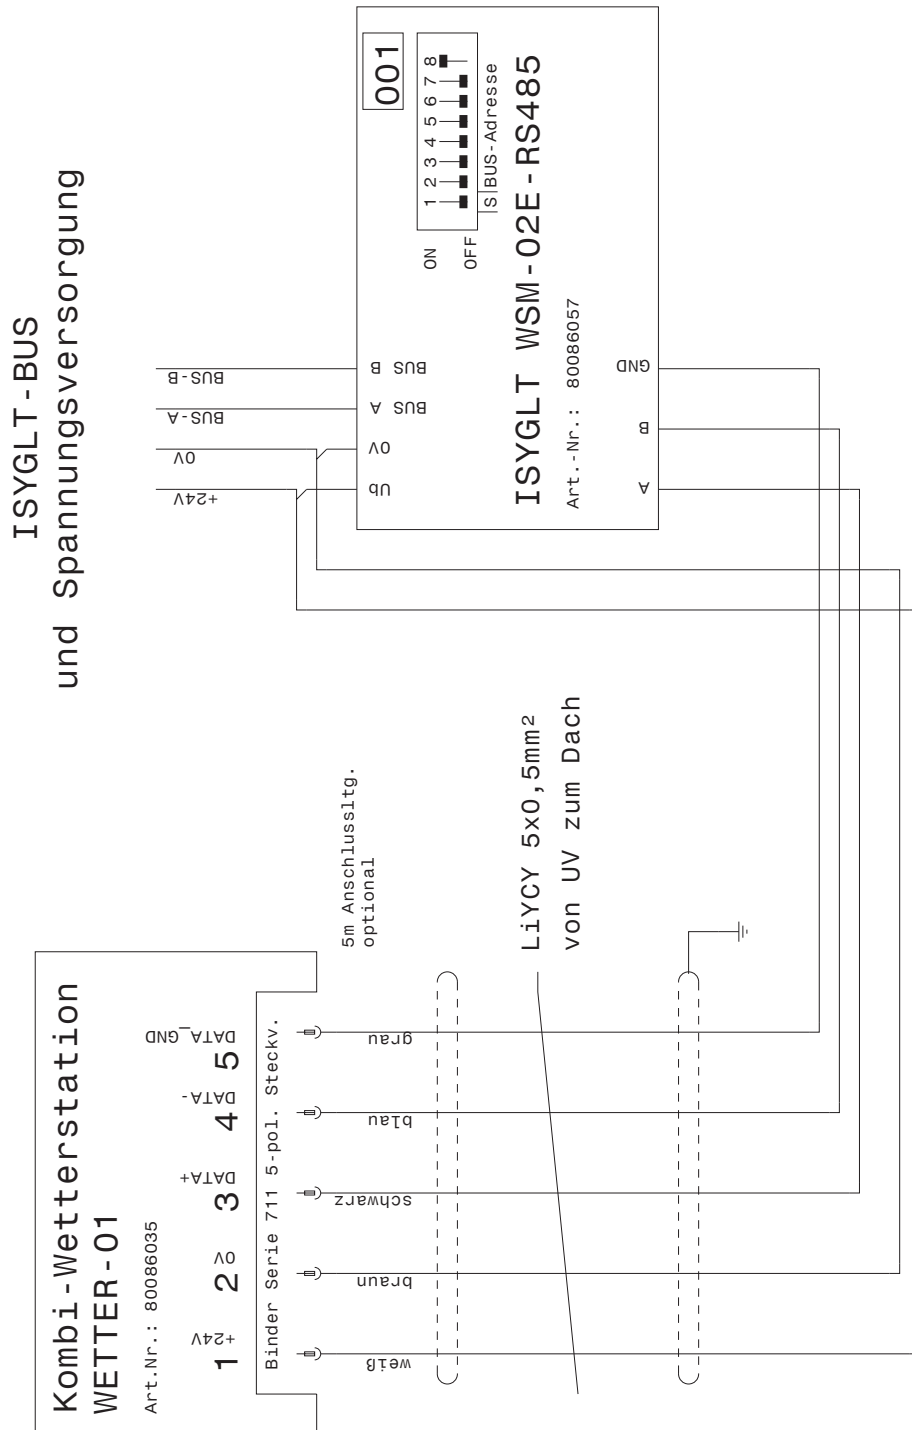 ISYGLT-BUS
und Spannungsversorgung
BUS-B
BUS-A
0V
+24V
BUS B
BUS A
0V
Ub
001
ON
OFF
1 2 3 4 5 6 7 8
S BUS-Adresse
ISYGLT WSM-02E-RS485
Art.-Nr.: 80086057
GND
B
A
Kombi-Wetterstation
WETTER-01
Art.Nr.: 80086035
+24V
0V
DATA+
DATA-
DATA_GND
1 2 3 4 5
Binder Serie 711 5-pol. Steckv.
5m Anschlussltg.
optional
weiß
braun
schwarz
blau
grau
LiYCY 5x0,5mm²
von UV zum Dach